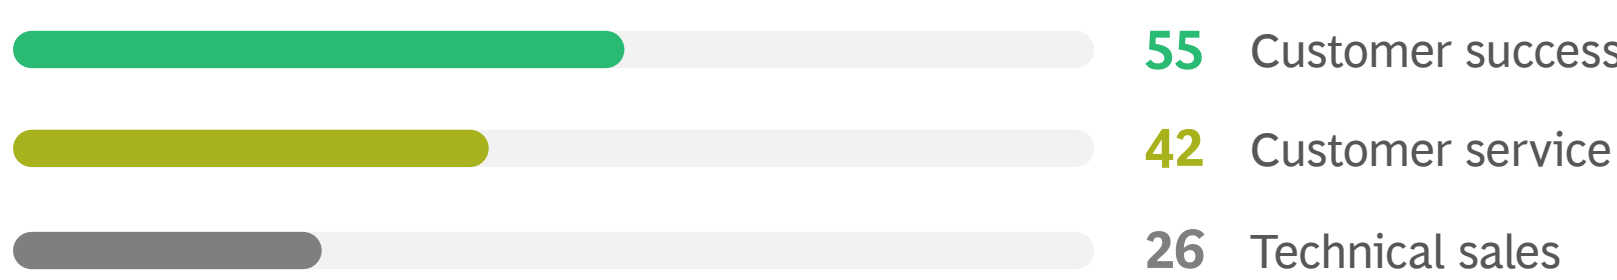 55 Customer success
42 Customer service
26 Technical sales